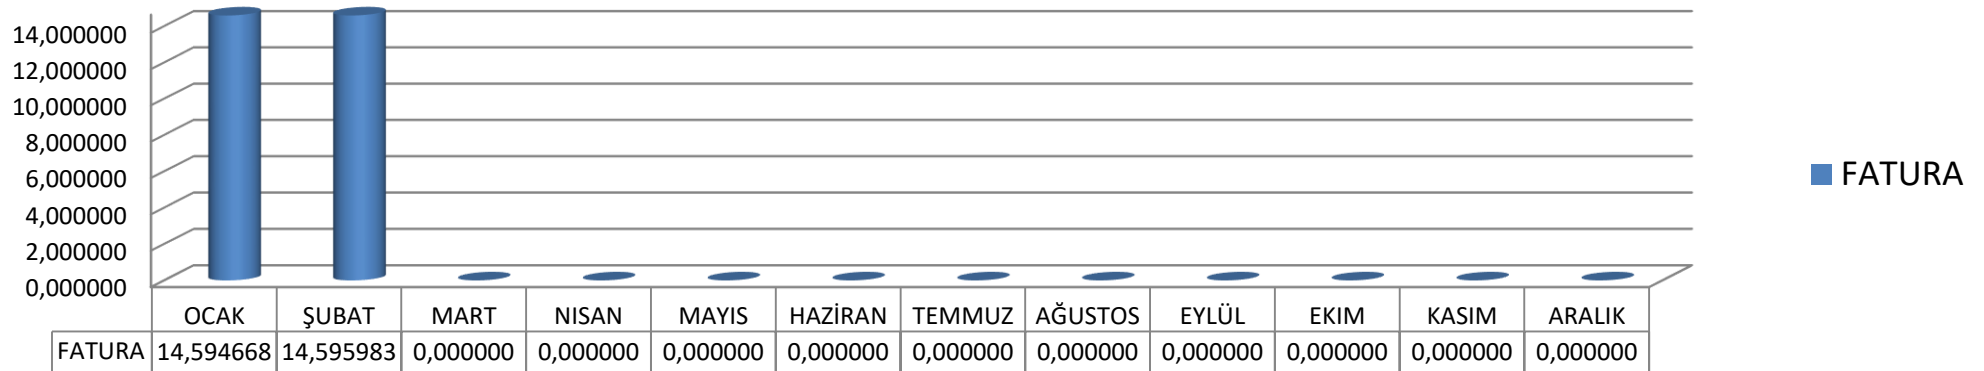 14,000000
12,000000
10,000000
8,000000
6,000000
4,000000
2,000000
0,000000
OCAK ŞUBAT MART NISAN MAYIS HAZİRAN TEMMUZ AĞUSTOS EYLÜL EKIM KASIM ARALIK
FATURA 14,594668 14,595983 0,000000 0,000000 0,000000 0,000000 0,000000 0,000000 0,000000 0,000000 0,000000 0,000000
FATURA